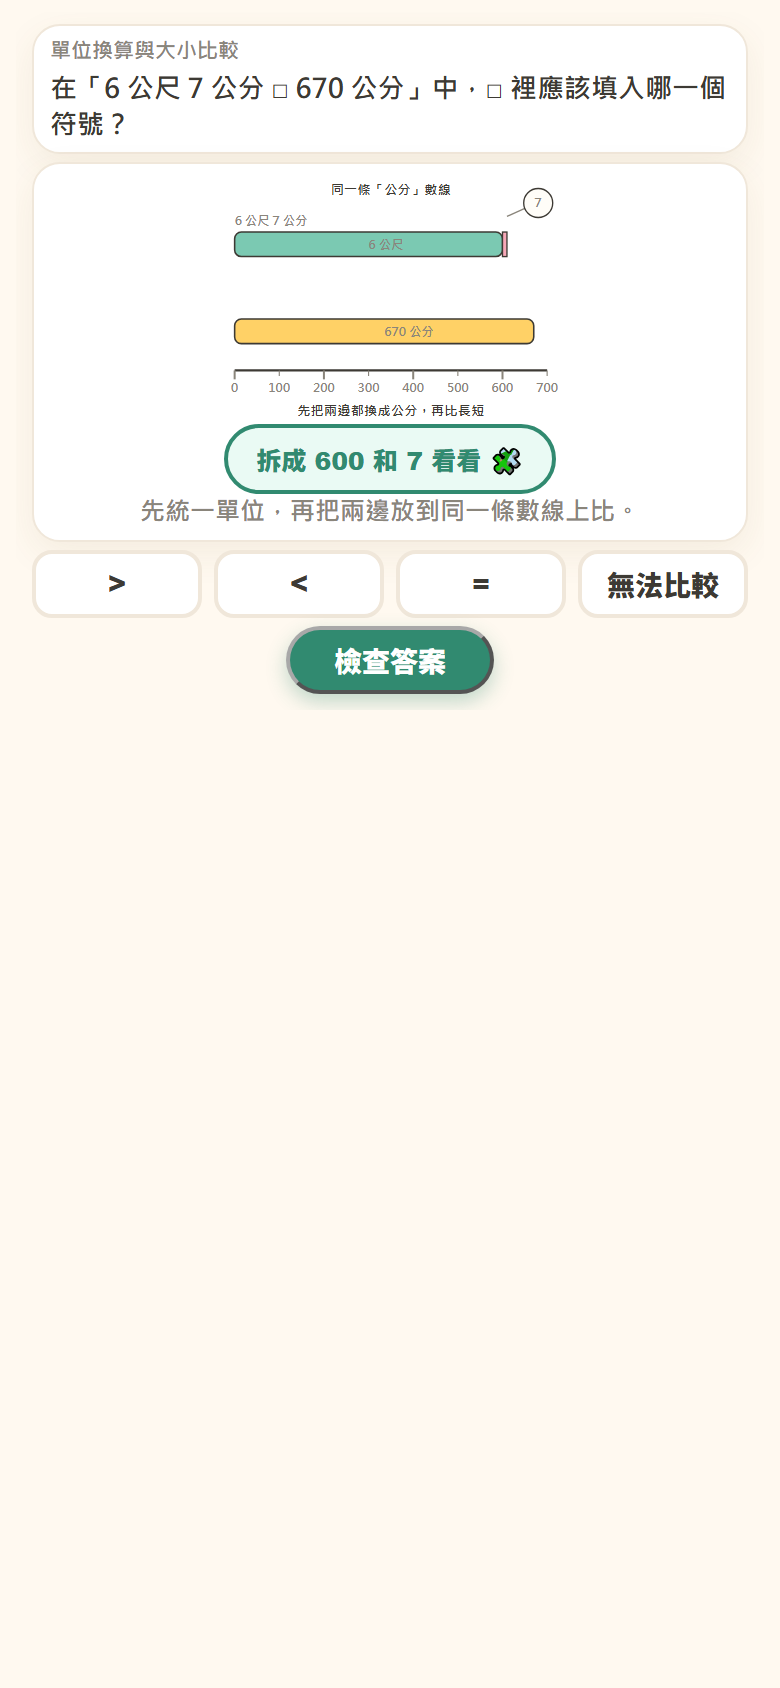 單位換算與大小比較
在「6 公尺 7 公分 □ 670 公分」中，□ 裡應該填入哪一個
符號？
同一條「公分」數線
7
6 公尺 7 公分
6 公尺
670 公分
0 100 200 300 400 500 600 700
先把兩邊都換成公分，再比長短
拆成 600 和 7 看看 🧩
先統一單位，再把兩邊放到同一條數線上比。
> < = 無法比較
檢查答案